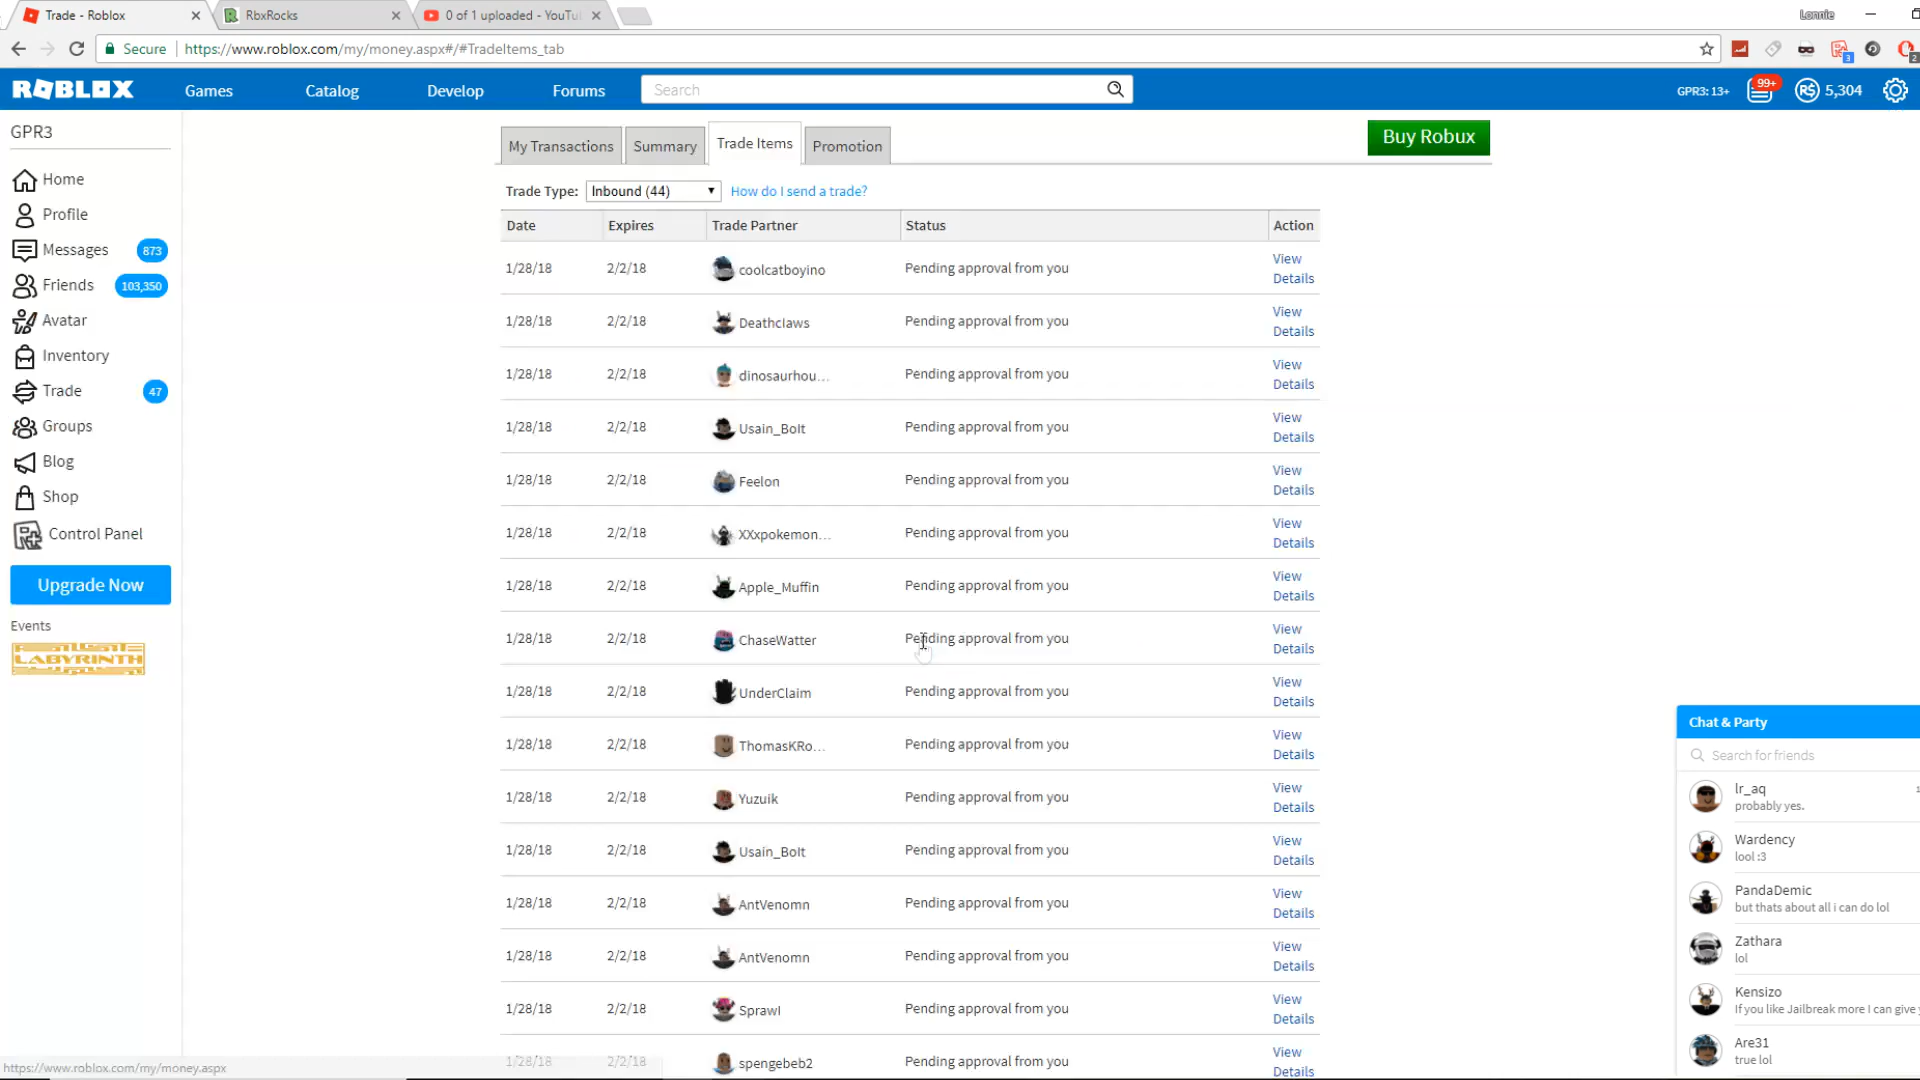 Trade - Roblox
RbxRocks
0 of 1 uploaded - YouTu
Lonnie
Secure
https://www.roblox.com/my/money.aspx#/#TradeItems_tab
3
2
ROBLOX
Games
Catalog
Develop
Forums
Search
GPR3: 13+
99+
R$ 5,304
GPR3
Home
Profile
Messages 873
Friends 103,350
Avatar
Inventory
Trade 47
Groups
Blog
Shop
Control Panel
Upgrade Now
Events
LABYRINTH
My Transactions
Summary
Trade Items
Promotion
Buy Robux
Trade Type: Inbound (44) How do I send a trade?
Date Expires Trade Partner Status Action
1/28/18 2/2/18 coolcatboyino Pending approval from you View Details
1/28/18 2/2/18 Deathclaws Pending approval from you View Details
1/28/18 2/2/18 dinosaurhou... Pending approval from you View Details
1/28/18 2/2/18 Usain_Bolt Pending approval from you View Details
1/28/18 2/2/18 Feelon Pending approval from you View Details
1/28/18 2/2/18 XXxpokemon... Pending approval from you View Details
1/28/18 2/2/18 Apple_Muffin Pending approval from you View Details
1/28/18 2/2/18 ChaseWatter Pending approval from you View Details
1/28/18 2/2/18 UnderClaim Pending approval from you View Details
1/28/18 2/2/18 ThomasKRo... Pending approval from you View Details
1/28/18 2/2/18 Yuzuik Pending approval from you View Details
1/28/18 2/2/18 Usain_Bolt Pending approval from you View Details
1/28/18 2/2/18 AntVenomn Pending approval from you View Details
1/28/18 2/2/18 AntVenomn Pending approval from you View Details
1/28/18 2/2/18 Sprawl Pending approval from you View Details
1/28/18 2/2/18 spengebeb2 Pending approval from you View Details
Chat & Party
Search for friends
lr_aq
probably yes.
Wardency
lool :3
PandaDemic
but thats about all i can do lol
Zathara
lol
Kensizo
If you like Jailbreak more I can give
Are31
true lol
https://www.roblox.com/my/money.aspx